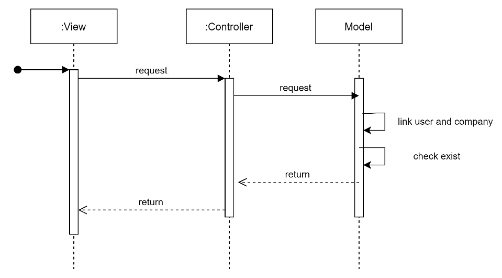 :View
:Controller
Model
request
request
link user and company
check exist
return
return